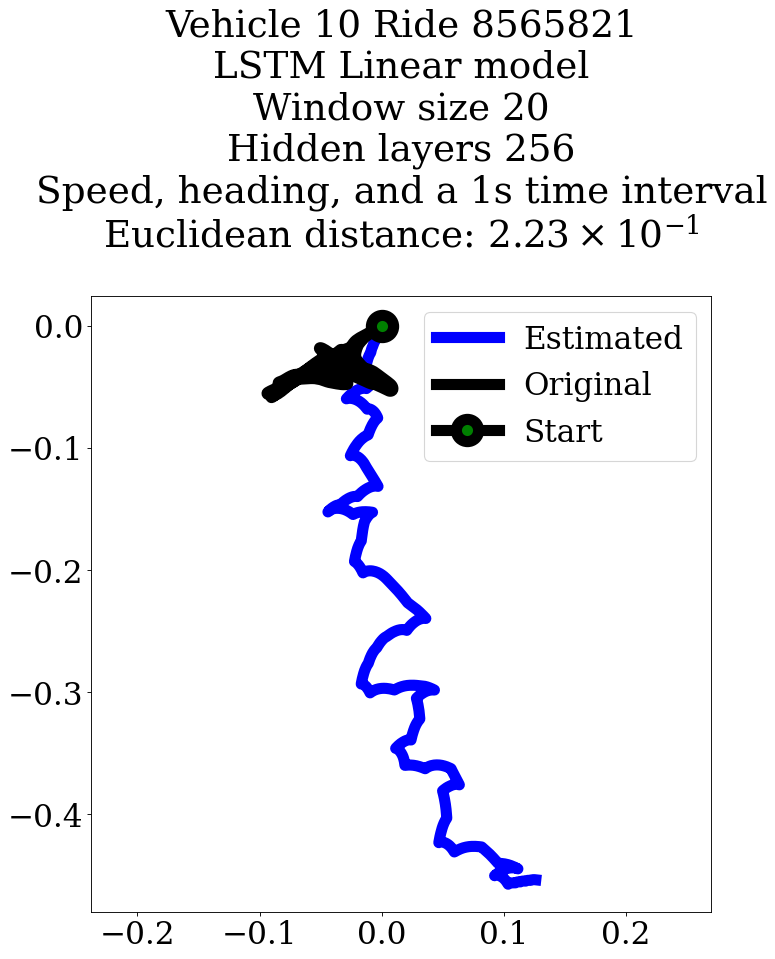 Vehicle 10 Ride 8565821
LSTM Linear model
Window size 20
Hidden layers 256
Speed, heading, and a 1s time interval
Euclidean distance: 2.23 × 10⁻¹
Estimated
Original
Start
0.0
−0.1
−0.2
−0.3
−0.4
−0.2 −0.1 0.0 0.1 0.2